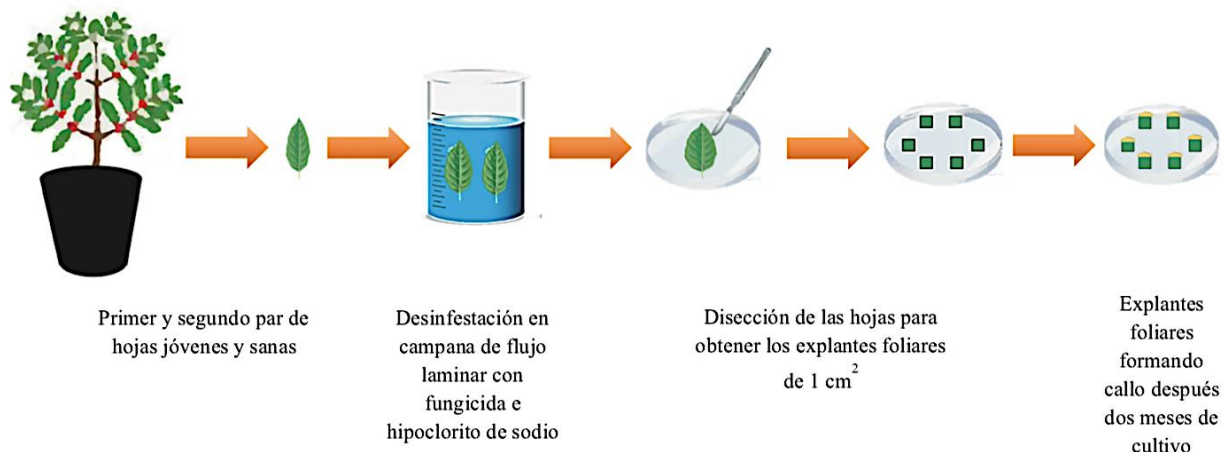 Primer y segundo par de
hojas jóvenes y sanas
Desinfestación en
campana de flujo
laminar con
fungicida e
hipoclorito de sodio
Disección de las hojas para
obtener los explantes foliares
de 1 cm²
Explantes
foliares
formando
callo después
dos meses de
cultivo